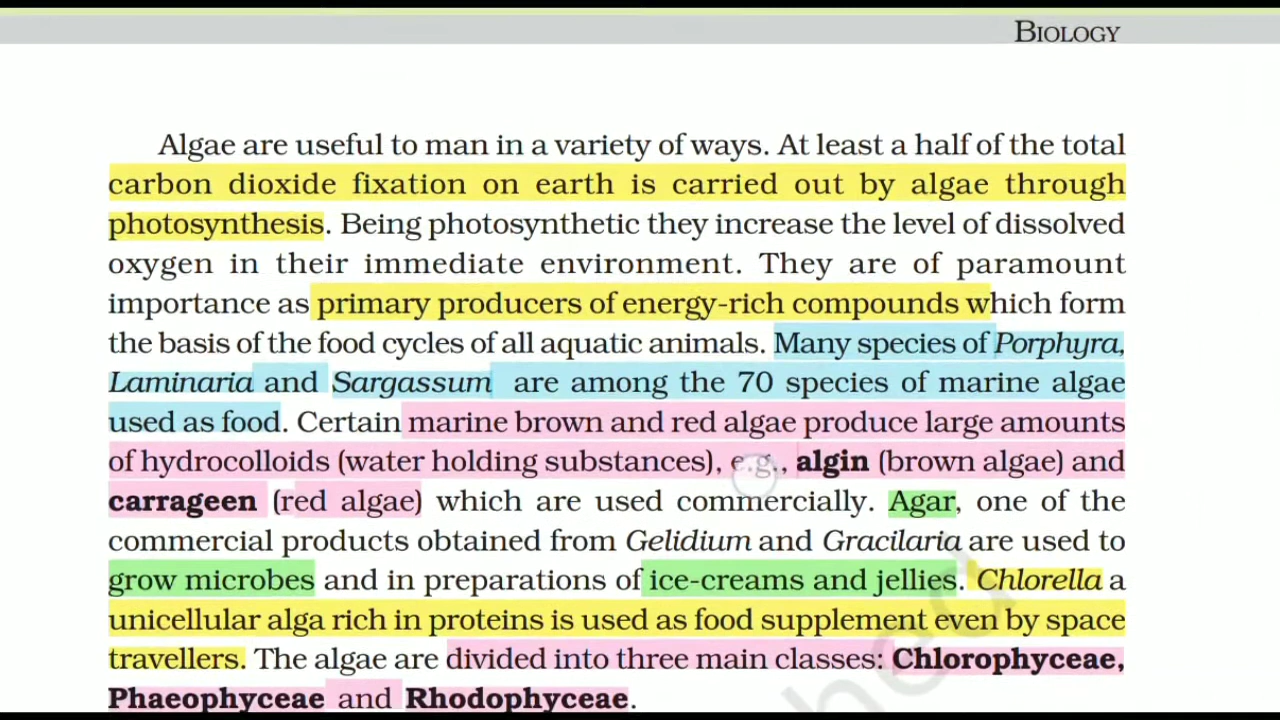 BIOLOGY
Algae are useful to man in a variety of ways. At least a half of the total
carbon dioxide fixation on earth is carried out by algae through
photosynthesis. Being photosynthetic they increase the level of dissolved
oxygen in their immediate environment. They are of paramount
importance as primary producers of energy-rich compounds which form
the basis of the food cycles of all aquatic animals. Many species of Porphyra,
Laminaria and Sargassum are among the 70 species of marine algae
used as food. Certain marine brown and red algae produce large amounts
of hydrocolloids (water holding substances), e.g., algin (brown algae) and
carrageen (red algae) which are used commercially. Agar, one of the
commercial products obtained from Gelidium and Gracilaria are used to
grow microbes and in preparations of ice-creams and jellies. Chlorella a
unicellular alga rich in proteins is used as food supplement even by space
travellers. The algae are divided into three main classes: Chlorophyceae,
Phaeophyceae and Rhodophyceae.
hed